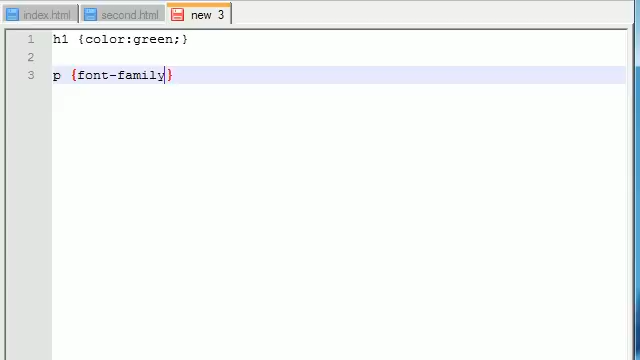 index.html second.html new 3
1 h1 {color:green;}
2
3 p {font-family}